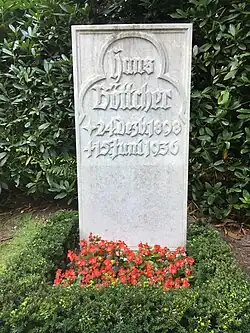 Hans
Böttcher
*24.Dezb.1898
+15.Juni 1936